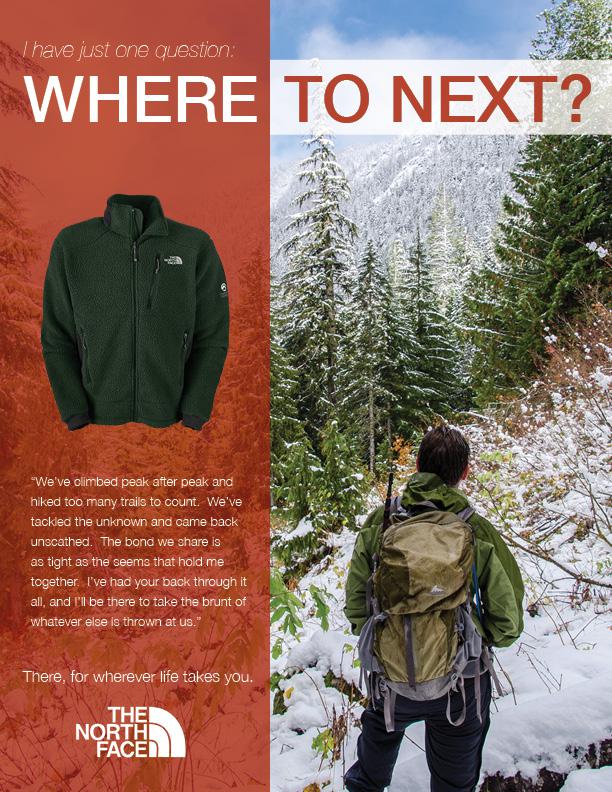 I have just one question:
WHERE TO NEXT?
THE
NORTH
FACE
“We’ve climbed peak after peak and
hiked too many trails to count.  We’ve
tackled the unknown and came back
unscathed.  The bond we share is
as tight as the seems that hold me
together.  I’ve had your back through it
all, and I’ll be there to take the brunt of
whatever else is thrown at us.”
There, for wherever life takes you.
THE
NORTH
FACE